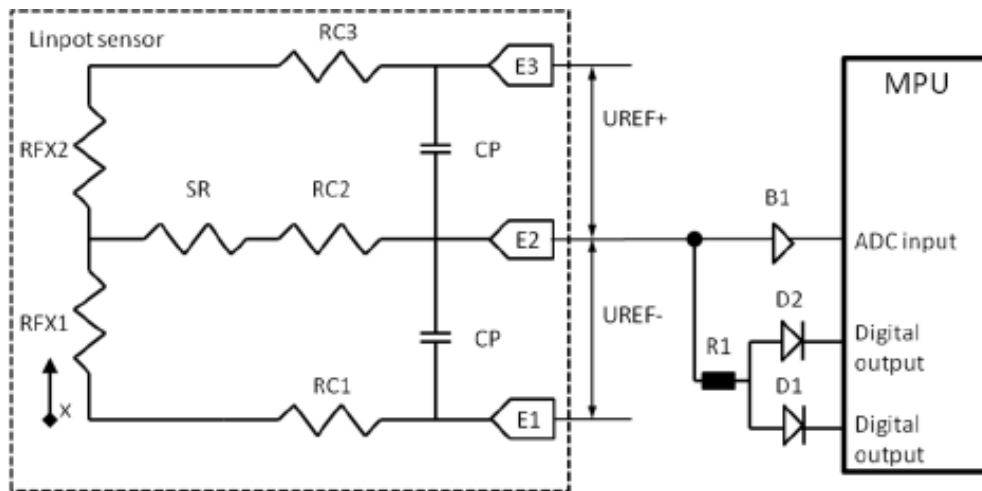 Linpot sensor
RC3
E3
MPU
UREF+
RFX2
CP
SR
RC2
B1
E2
ADC input
RFX1
UREF-
D2
CP
R1
Digital
output
D1
X
RC1
E1
Digital
output